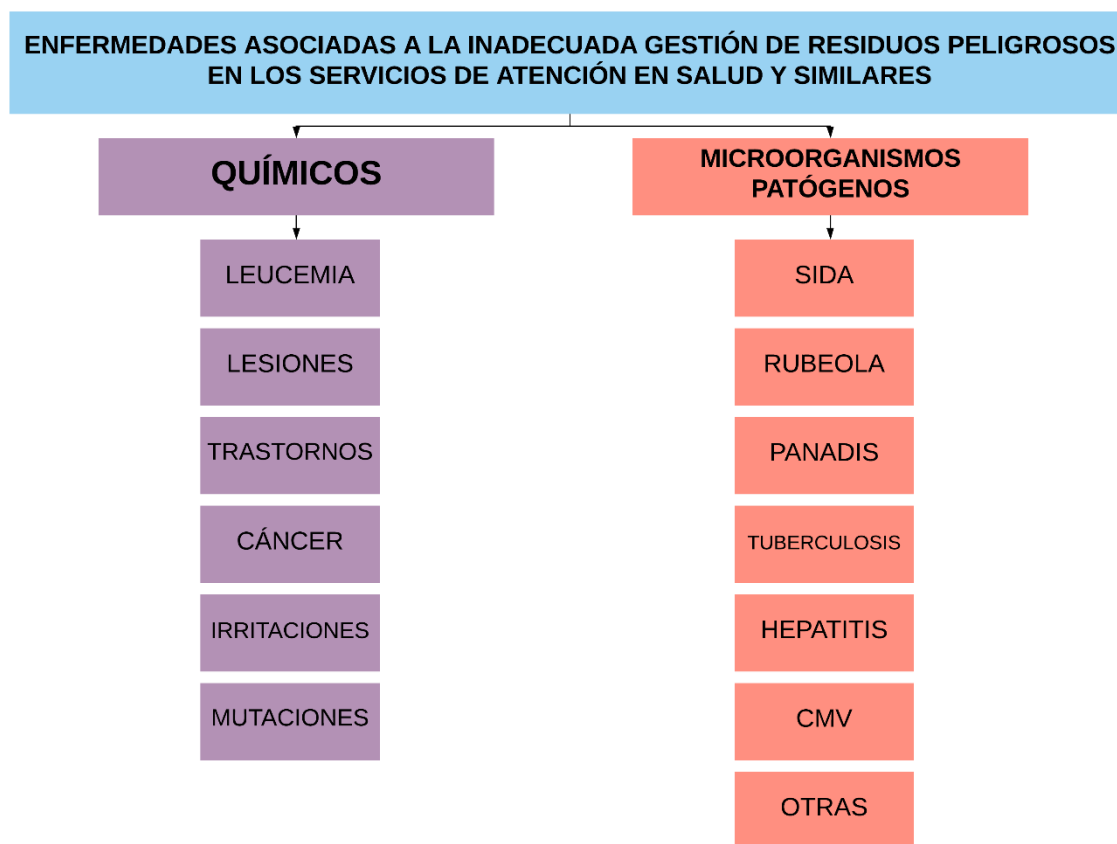 ENFERMEDADES ASOCIADAS A LA INADECUADA GESTIÓN DE RESIDUOS PELIGROSOS
EN LOS SERVICIOS DE ATENCIÓN EN SALUD Y SIMILARES
QUÍMICOS
LEUCEMIA
LESIONES
TRASTORNOS
CÁNCER
IRRITACIONES
MUTACIONES
MICROORGANISMOS
PATÓGENOS
SIDA
RUBEOLA
PANADIS
TUBERCULOSIS
HEPATITIS
CMV
OTRAS